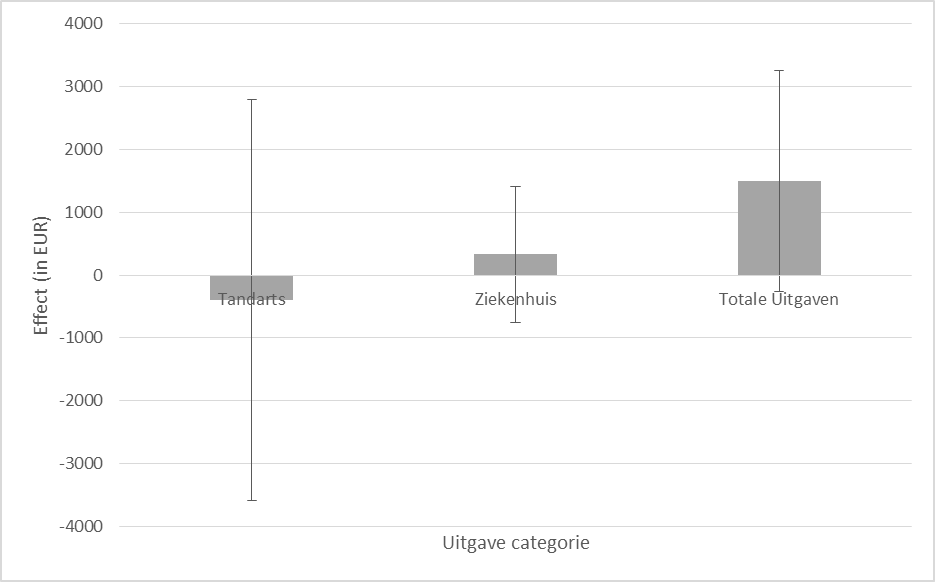 4000
3000
2000
1000
0
-1000
-2000
-3000
-4000
Effect (in EUR)
Tandarts
Ziekenhuis
Totale Uitgaven
Uitgave categorie